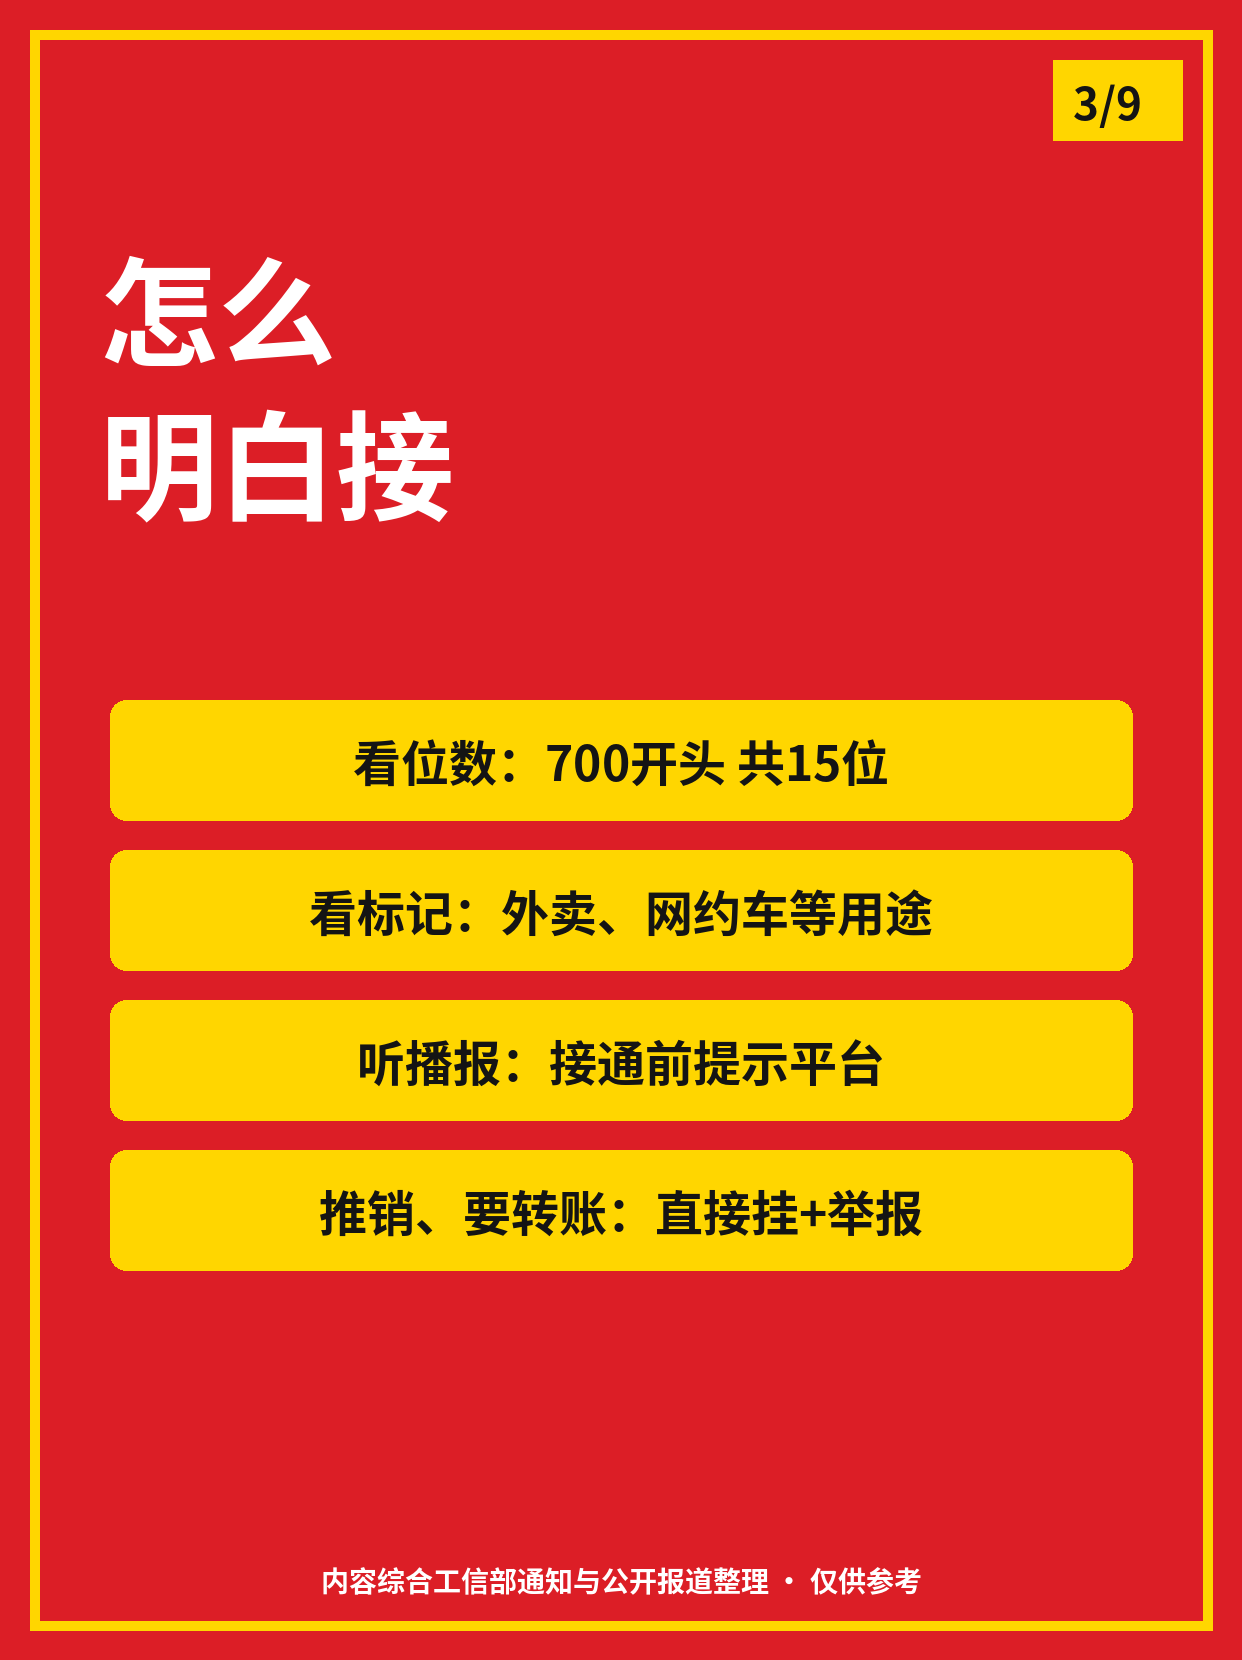 3/9
怎么
明白接
看位数：700开头 共15位
看标记：外卖、网约车等用途
听播报：接通前提示平台
推销、要转账：直接挂+举报
内容综合工信部通知与公开报道整理 · 仅供参考